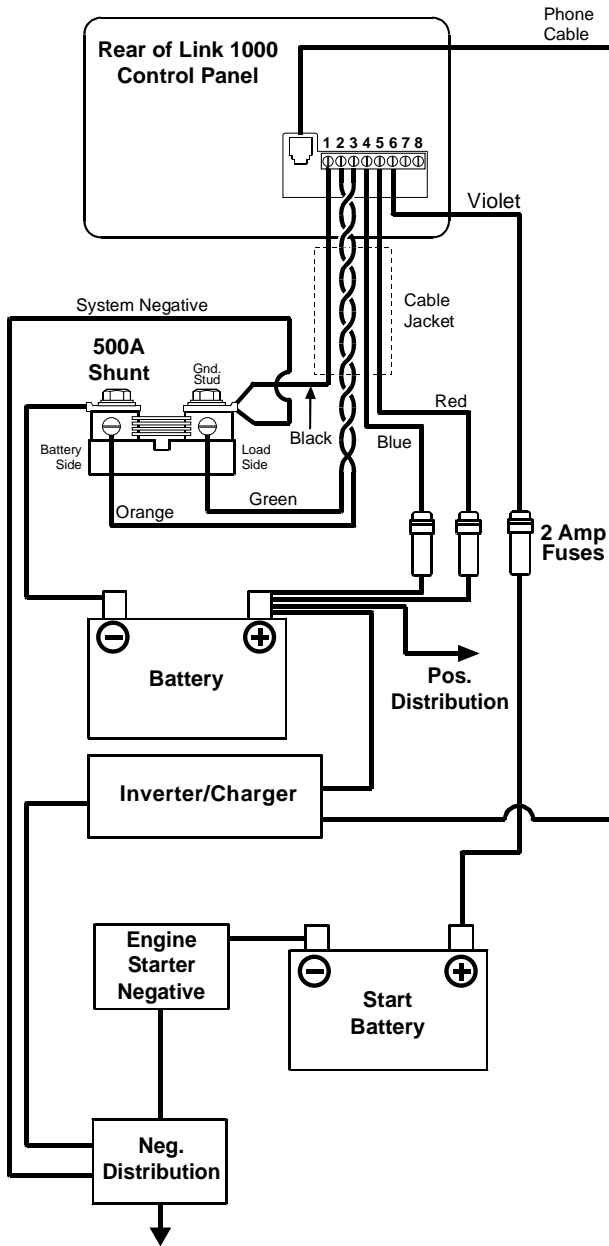 Phone
Cable
Rear of Link 1000
Control Panel
1 2 3 4 5 6 7 8
Violet
System Negative
Cable
Jacket
500A
Shunt
Gnd.
Stud
Red
Black
Blue
Battery
Side
Load
Side
Green
Orange
2 Amp
Fuses
Battery
Pos.
Distribution
Inverter/Charger
Engine
Starter
Negative
Start
Battery
Neg.
Distribution